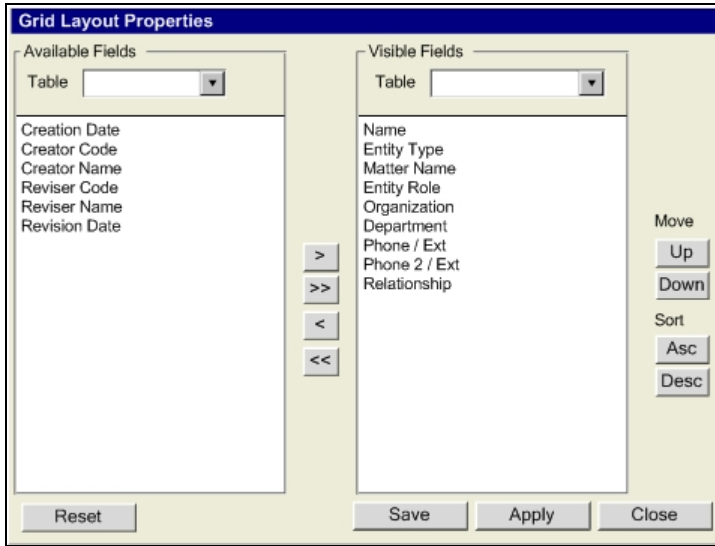 Grid Layout Properties
Available Fields
Table
Creation Date
Creator Code
Creator Name
Reviser Code
Reviser Name
Revision Date
>
>>
<
<<
Visible Fields
Table
Name
Entity Type
Matter Name
Entity Role
Organization
Department
Phone / Ext
Phone 2 / Ext
Relationship
Move
Up
Down
Sort
Asc
Desc
Reset
Save
Apply
Close